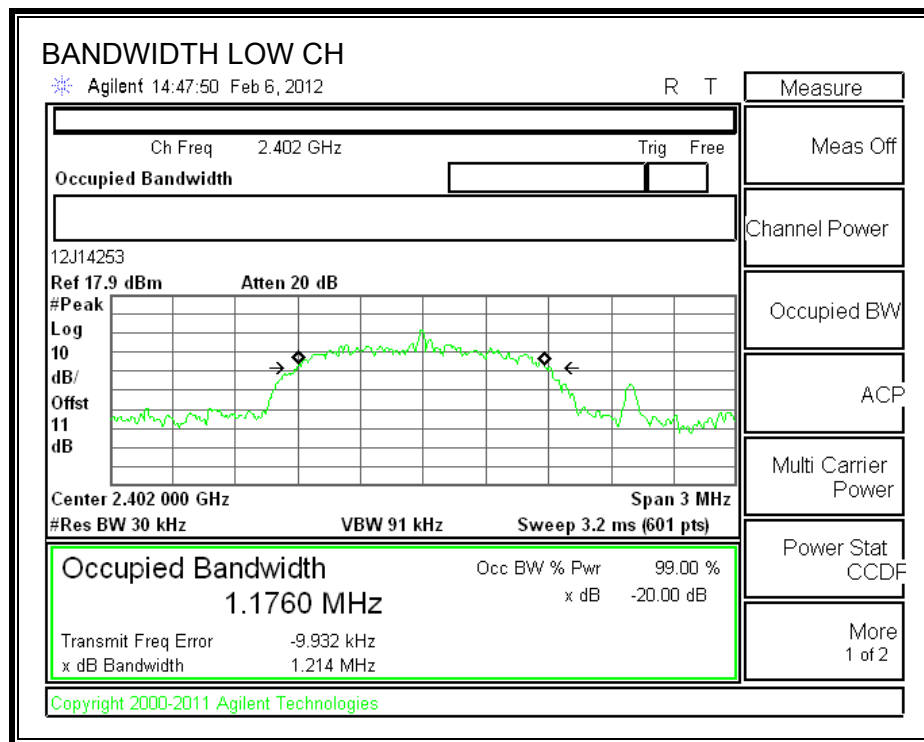 BANDWIDTH LOW CH
Agilent 14:47:50 Feb 6, 2012 R T
Measure
Ch Freq 2.402 GHz Trig Free
Meas Off
Occupied Bandwidth
Channel Power
12J14253
Ref 17.9 dBm Atten 20 dB
#Peak
Log
10
dB/
Offst
11
dB
Occupied BW
ACP
Multi Carrier
Power
Center 2.402 000 GHz Span 3 MHz
#Res BW 30 kHz VBW 91 kHz Sweep 3.2 ms (601 pts)
Power Stat
CCDF
Occupied Bandwidth Occ BW % Pwr 99.00 %
1.1760 MHz x dB -20.00 dB
Transmit Freq Error -9.932 kHz
x dB Bandwidth 1.214 MHz
More
1 of 2
Copyright 2000-2011 Agilent Technologies